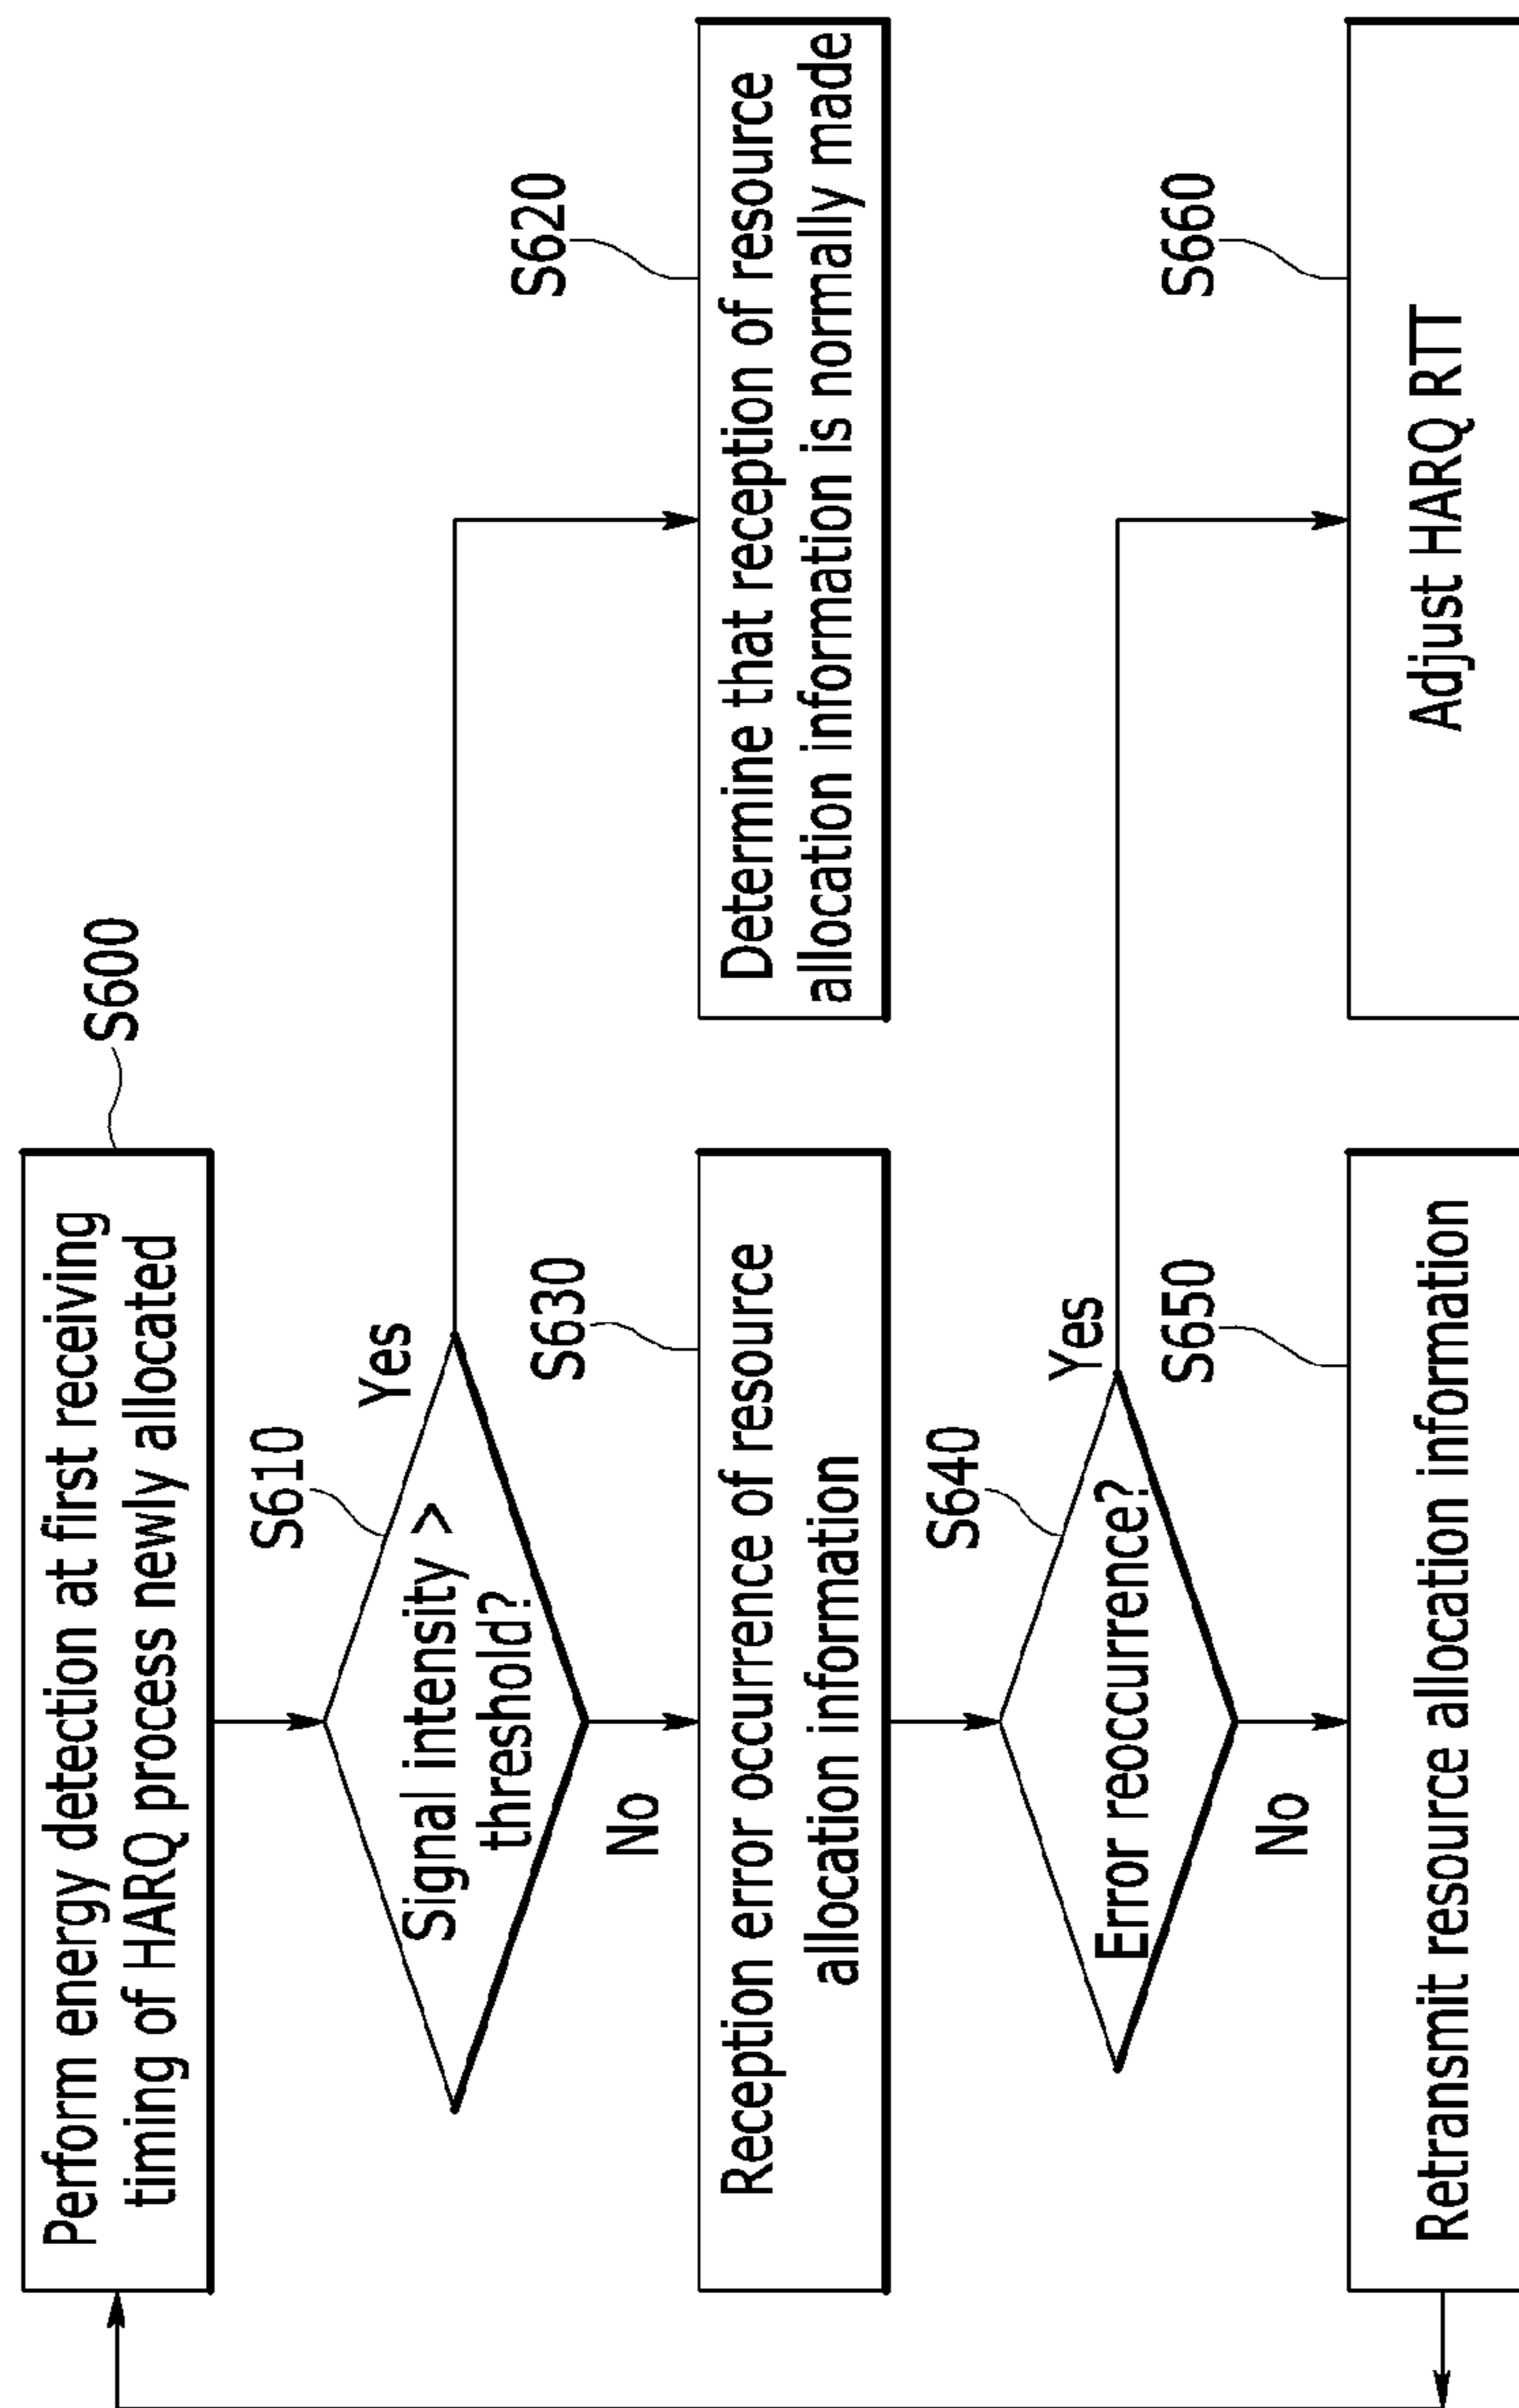 S600
Perform energy detection at first receiving
timing of HARQ process newly allocated
S610
Signal intensity >
threshold?
Yes
No
S620
Determine that reception of resource
allocation information is normally made
S630
Reception error occurrence of resource
allocation information
S640
Error reoccurrence?
Yes
No
S650
Retransmit resource allocation information
S660
Adjust HARQ RTT